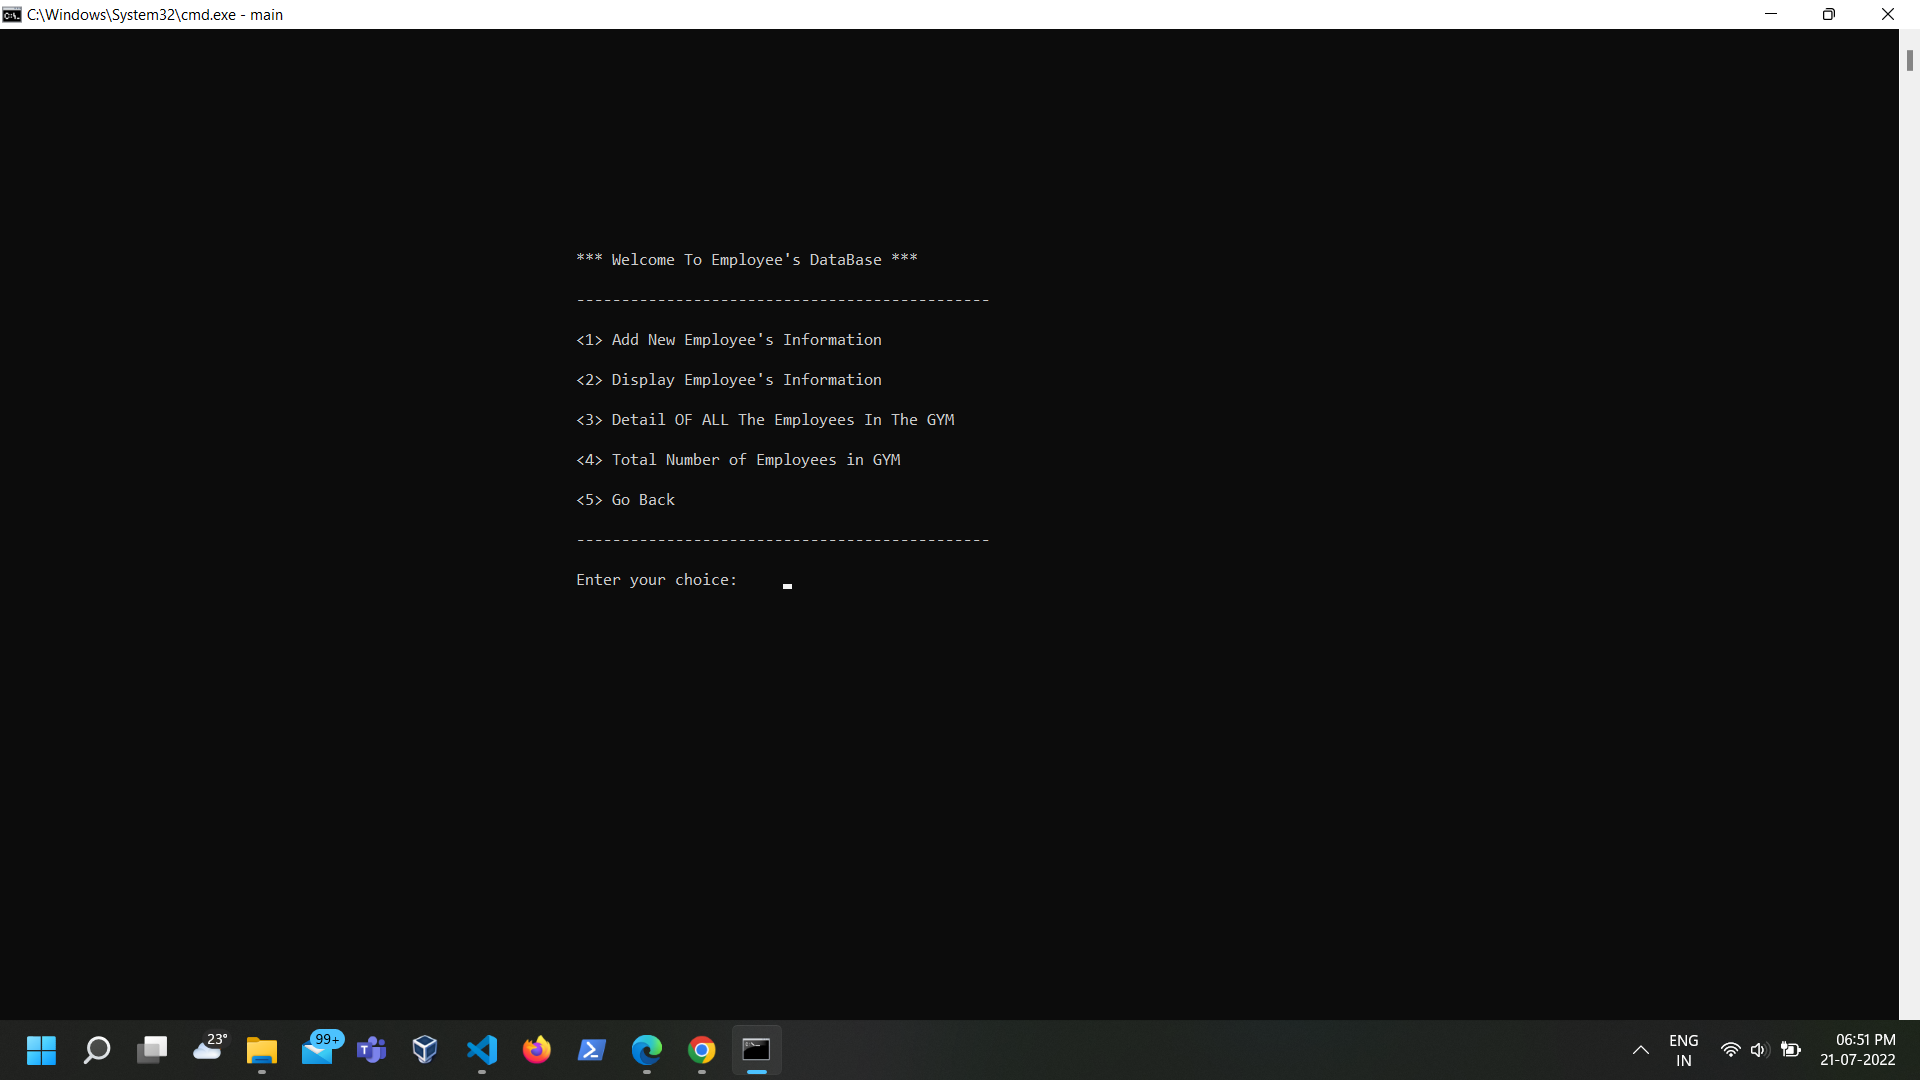 C:\Windows\System32\cmd.exe - main
*** Welcome To Employee's DataBase ***
----------------------------------------------
<1> Add New Employee's Information
<2> Display Employee's Information
<3> Detail OF ALL The Employees In The GYM
<4> Total Number of Employees in GYM
<5> Go Back
----------------------------------------------
Enter your choice:
23°
99+
ENG
IN
06:51 PM
21-07-2022